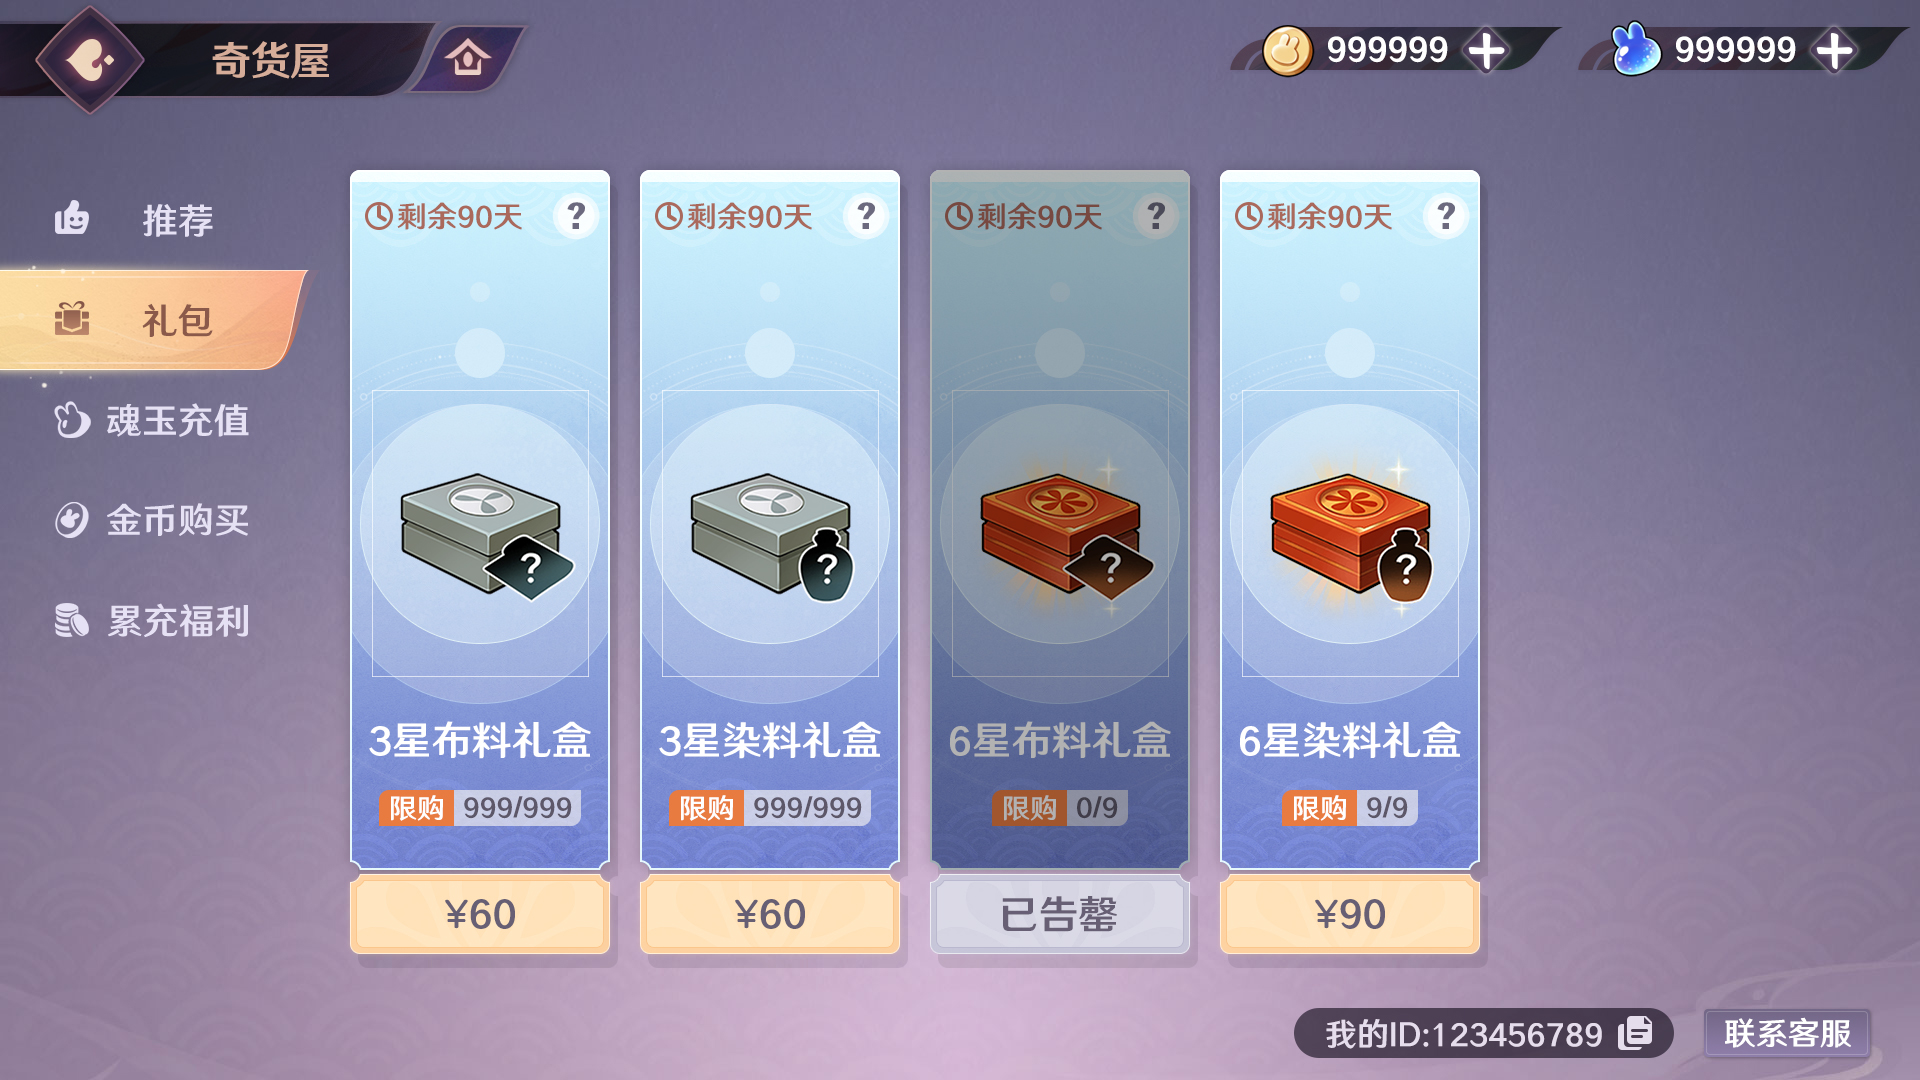 奇货屋
999999
999999
推荐
礼包
魂玉充值
金币购买
累充福利
剩余90天 ?
?
3星布料礼盒
限购 999/999
¥60
剩余90天 ?
?
3星染料礼盒
限购 999/999
¥60
剩余90天 ?
?
6星布料礼盒
限购 0/9
已告罄
剩余90天 ?
?
6星染料礼盒
限购 9/9
¥90
我的ID:123456789
联系客服